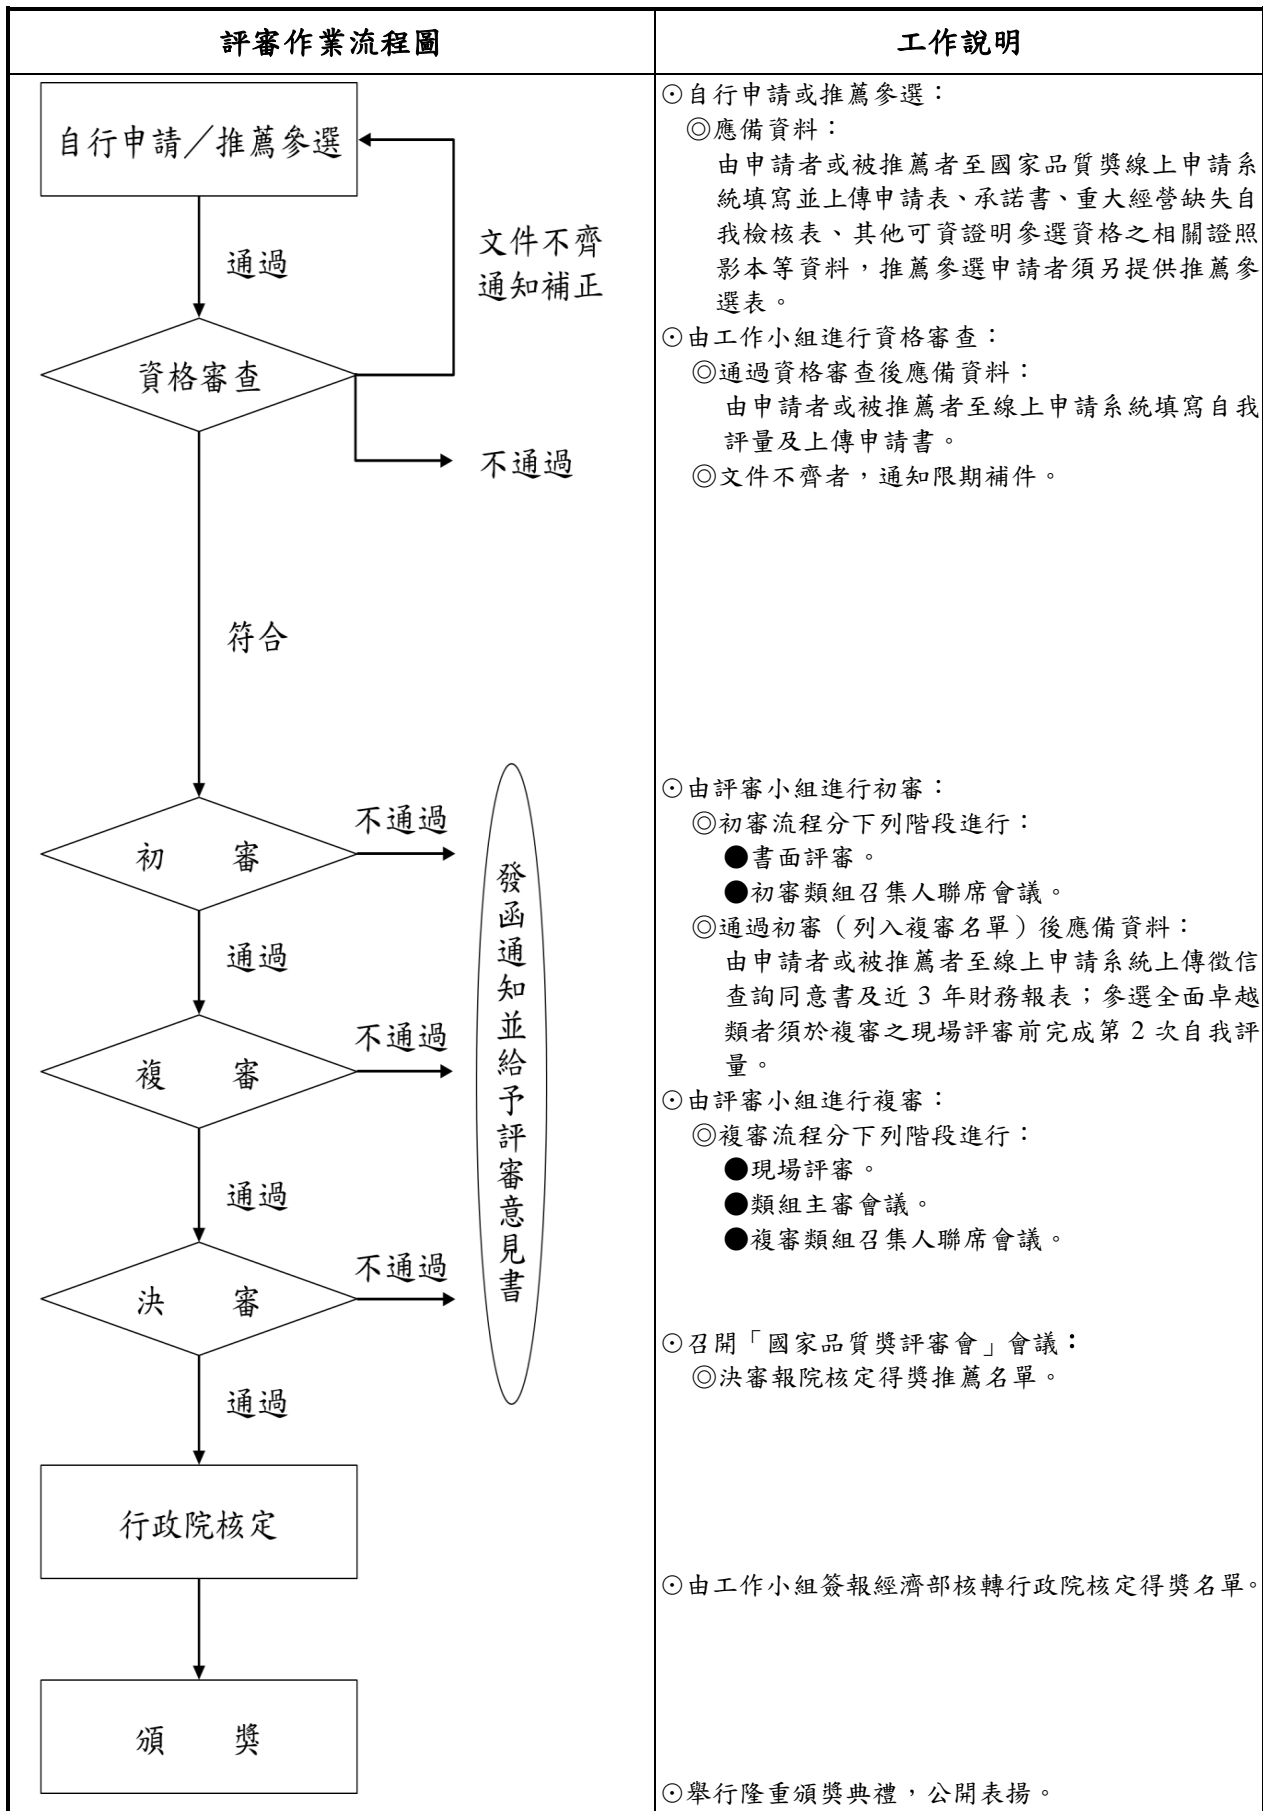 評審作業流程圖
工作說明
自行申請／推薦參選
通過
文件不齊
通知補正
資格審查
不通過
符合
初　　審
不通過
通過
複　　審
不通過
通過
決　　審
不通過
通過
發函通知並給予評審意見書
行政院核定
頒　　獎
⊙自行申請或推薦參選：
◎應備資料：
由申請者或被推薦者至國家品質獎線上申請系
統填寫並上傳申請表、承諾書、重大經營缺失自
我檢核表、其他可資證明參選資格之相關證照
影本等資料，推薦參選申請者須另提供推薦參
選表。
⊙由工作小組進行資格審查：
◎通過資格審查後應備資料：
由申請者或被推薦者至線上申請系統填寫自我
評量及上傳申請書。
◎文件不齊者，通知限期補件。
⊙由評審小組進行初審：
◎初審流程分下列階段進行：
●書面評審。
●初審類組召集人聯席會議。
◎通過初審（列入複審名單）後應備資料：
由申請者或被推薦者至線上申請系統上傳徵信
查詢同意書及近 3 年財務報表；參選全面卓越
類者須於複審之現場評審前完成第 2 次自我評
量。
⊙由評審小組進行複審：
◎複審流程分下列階段進行：
●現場評審。
●類組主審會議。
●複審類組召集人聯席會議。
⊙召開「國家品質獎評審會」會議：
◎決審報院核定得獎推薦名單。
⊙由工作小組簽報經濟部核轉行政院核定得獎名單。
⊙舉行隆重頒獎典禮，公開表揚。